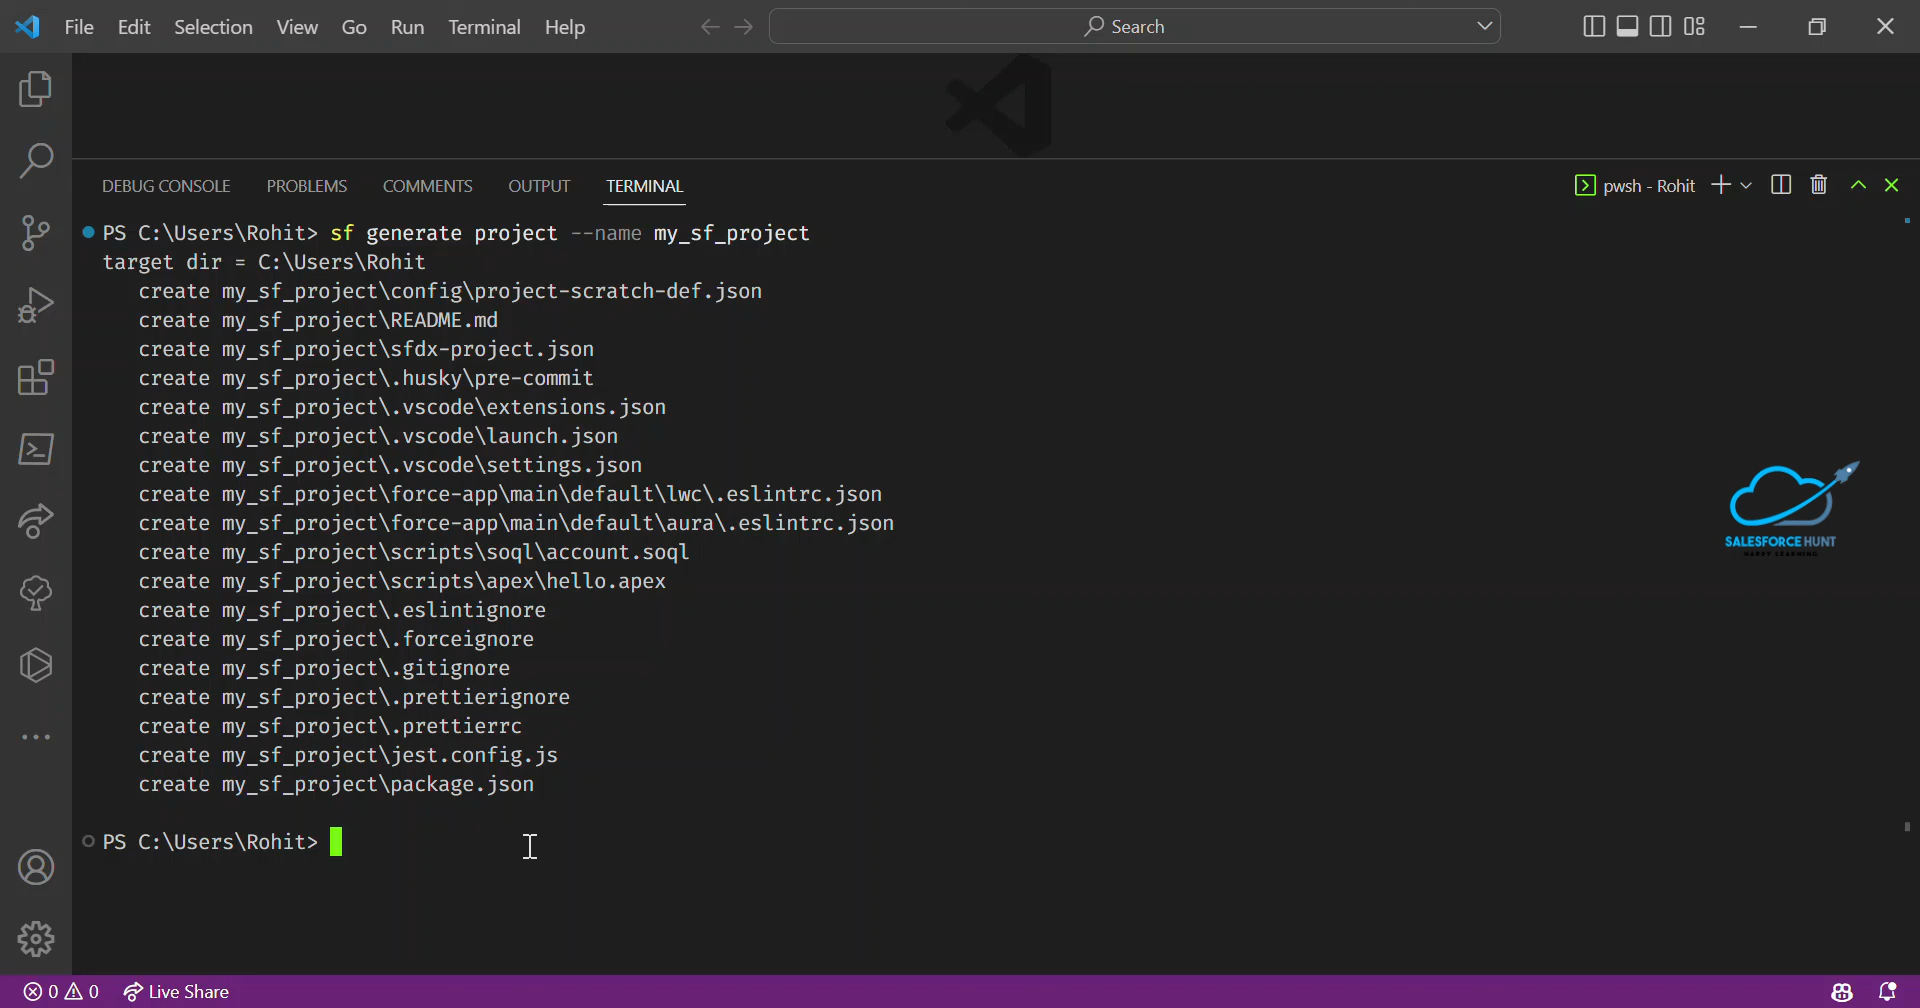 File Edit Selection View Go Run Terminal Help Search
DEBUG CONSOLE PROBLEMS COMMENTS OUTPUT TERMINAL pwsh - Rohit
PS C:\Users\Rohit> sf generate project --name my_sf_project
target dir = C:\Users\Rohit
create my_sf_project\config\project-scratch-def.json
create my_sf_project\README.md
create my_sf_project\sfdx-project.json
create my_sf_project\.husky\pre-commit
create my_sf_project\.vscode\extensions.json
create my_sf_project\.vscode\launch.json
create my_sf_project\.vscode\settings.json
create my_sf_project\force-app\main\default\lwc\.eslintrc.json
create my_sf_project\force-app\main\default\aura\.eslintrc.json
create my_sf_project\scripts\soql\account.soql
create my_sf_project\scripts\apex\hello.apex
create my_sf_project\.eslintignore
create my_sf_project\.forceignore
create my_sf_project\.gitignore
create my_sf_project\.prettierignore
create my_sf_project\.prettierrc
create my_sf_project\jest.config.js
create my_sf_project\package.json
PS C:\Users\Rohit>
SALESFORCE HUNT
HAPPY LEARNING
0 0 Live Share